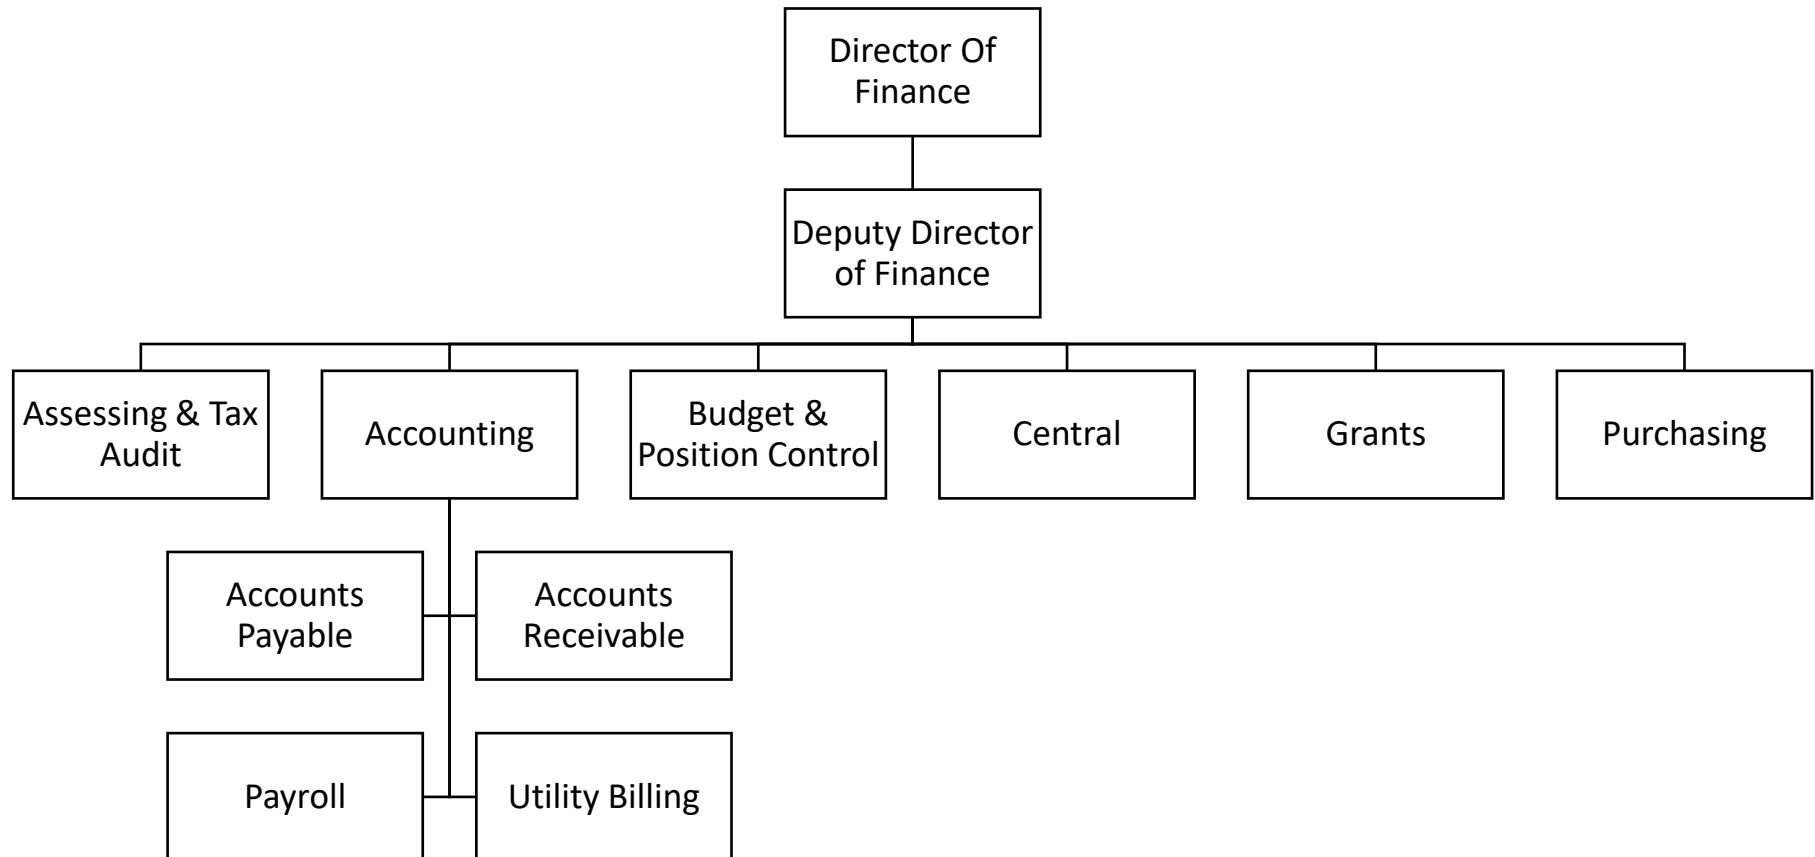 Director Of
Finance
Deputy Director
of Finance
Assessing & Tax
Audit
Accounting
Budget &
Position Control
Central
Grants
Purchasing
Accounts
Payable
Accounts
Receivable
Payroll
Utility Billing